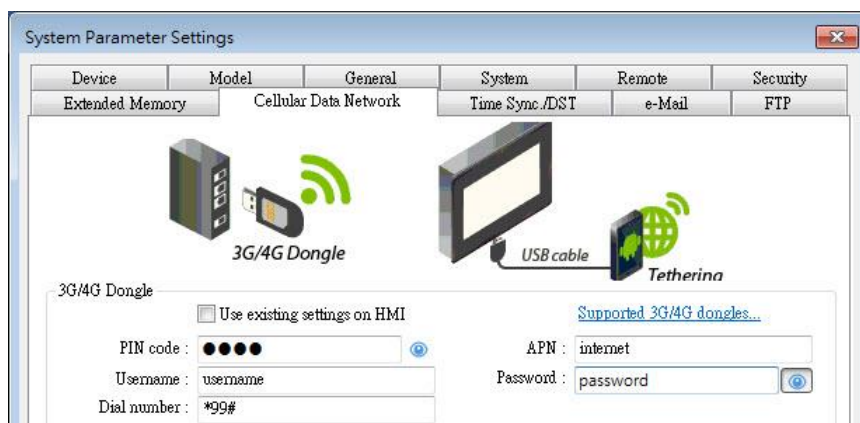 System Parameter Settings
Device Model General System Remote Security
Extended Memory Cellular Data Network Time Sync./DST e-Mail FTP
3G/4G Dongle USB cable Tethering
3G/4G Dongle
Use existing settings on HMI Supported 3G/4G dongles...
PIN code : ●●●● APN : internet
Username : username Password : password
Dial number : *99#